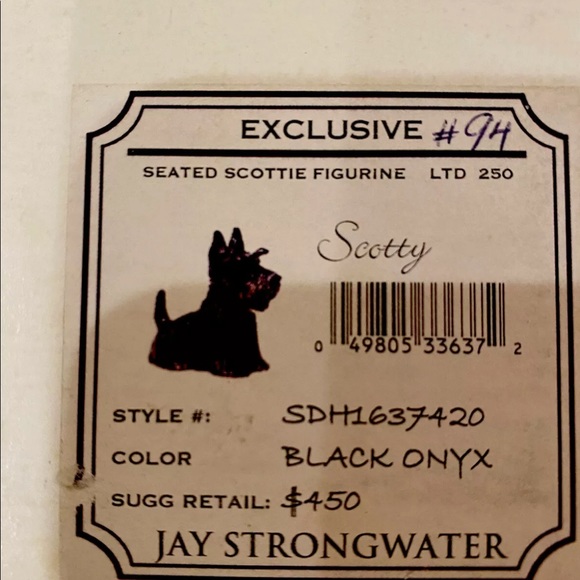 EXCLUSIVE #94
SEATED SCOTTIE FIGURINE LTD 250
Scotty
0 49805 33637 2
STYLE #: SDH1637420
COLOR BLACK ONYX
SUGG RETAIL: $450
JAY STRONGWATER